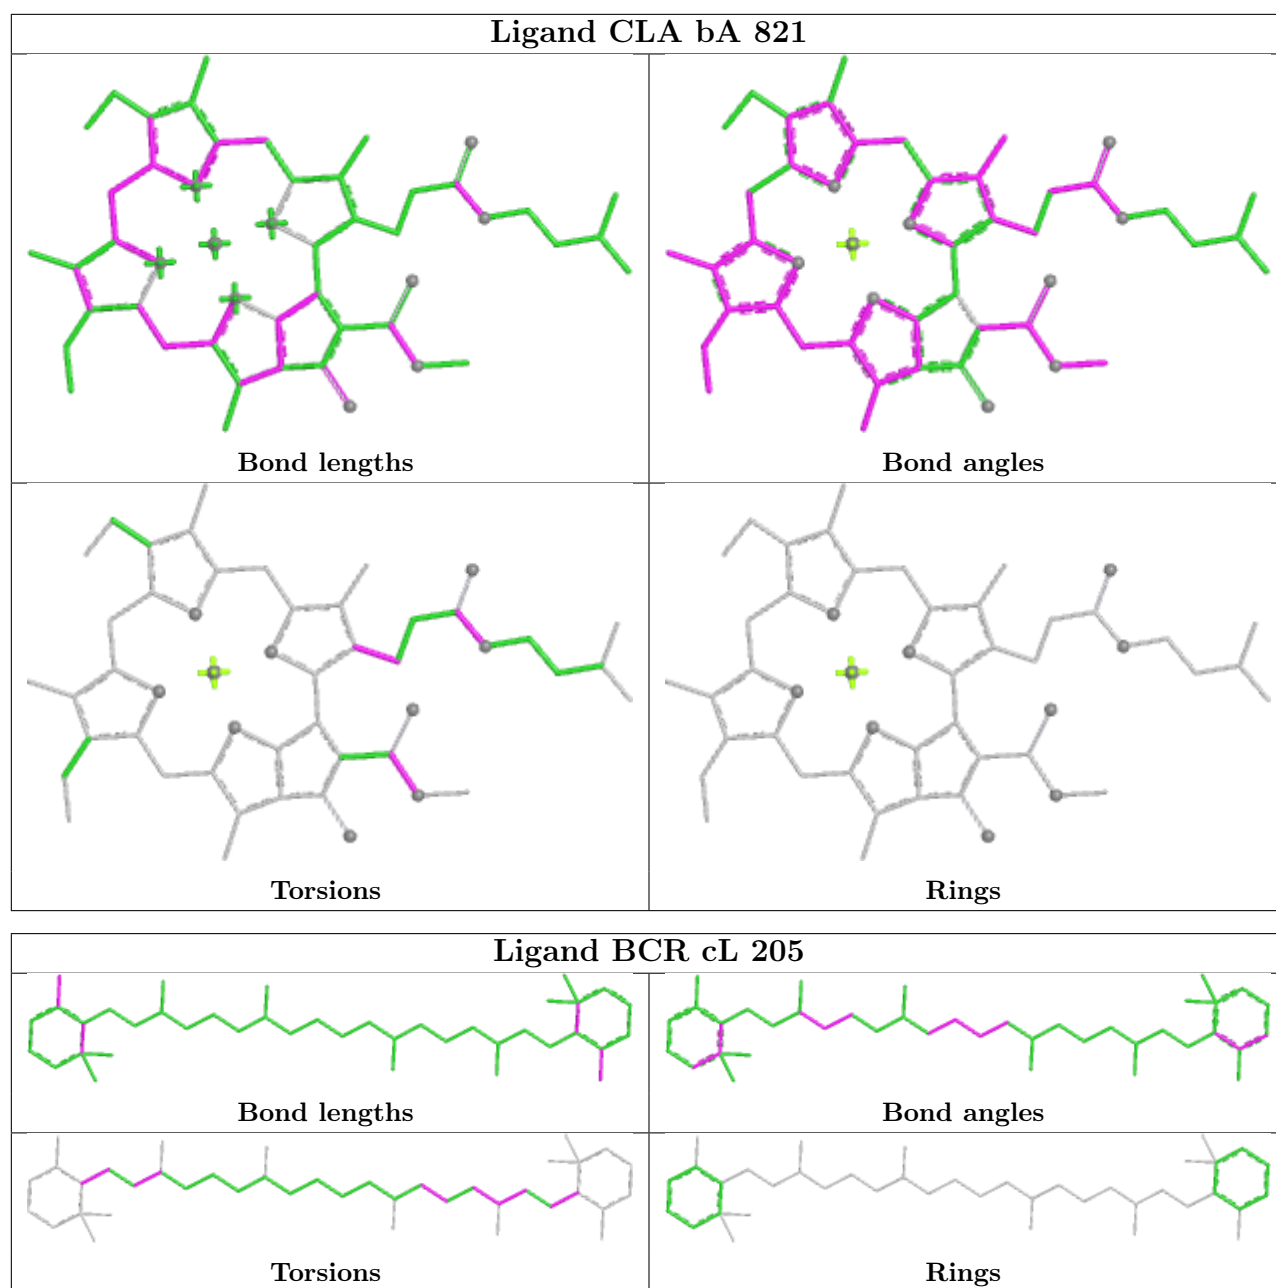 Ligand CLA bA 821
Bond lengths
Bond angles
Torsions
Rings
Ligand BCR cL 205
Bond lengths
Bond angles
Torsions
Rings